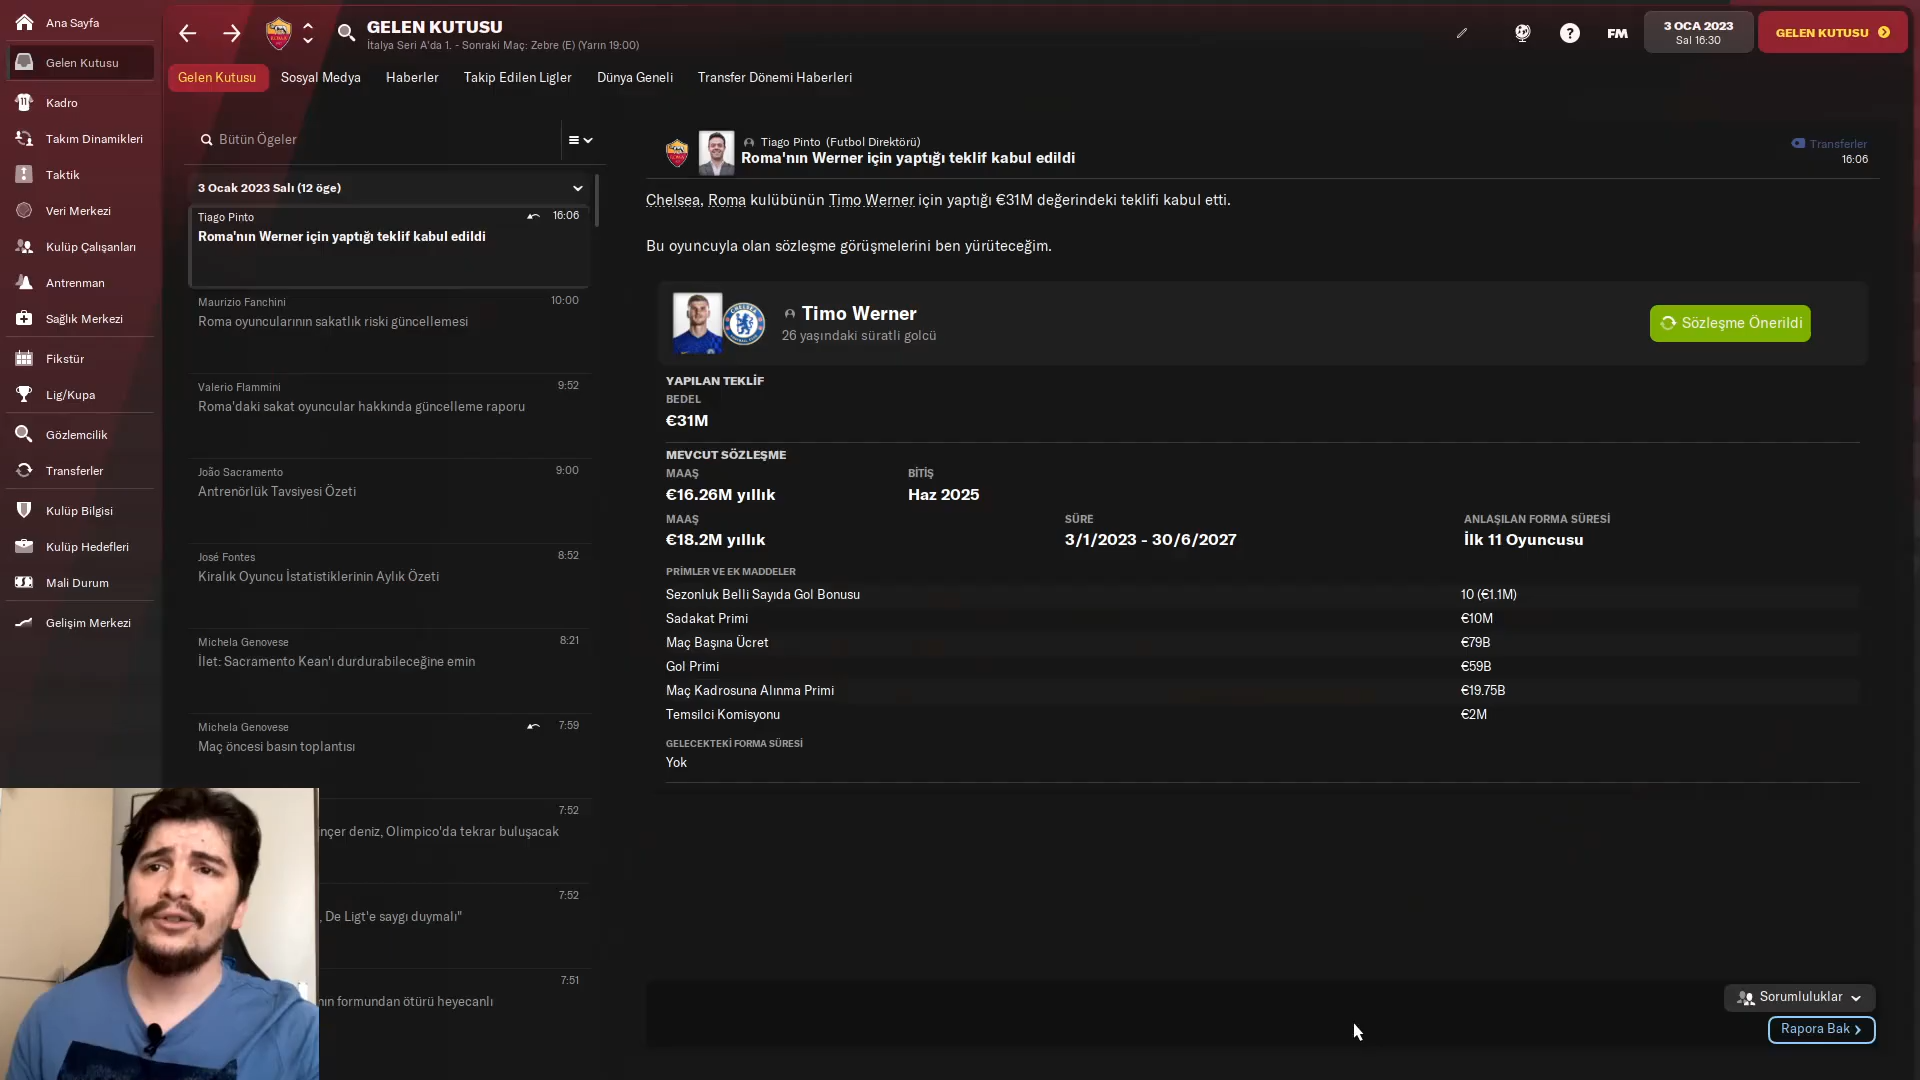 Ana Sayfa
Gelen Kutusu
Kadro
Takım Dinamikleri
Taktik
Veri Merkezi
Kulüp Çalışanları
Antrenman
Sağlık Merkezi
Fikstür
Lig/Kupa
Gözlemcilik
Transferler
Kulüp Bilgisi
Kulüp Hedefleri
Mali Durum
Gelişim Merkezi
GELEN KUTUSU
İtalya Seri A'da 1. - Sonraki Maç: Zebre (E) (Yarın 19:00)
FM
3 OCA 2023
Sal 16:30
GELEN KUTUSU
Gelen Kutusu
Sosyal Medya
Haberler
Takip Edilen Ligler
Dünya Geneli
Transfer Dönemi Haberleri
Bütün Ögeler
3 Ocak 2023 Salı (12 öge)
Tiago Pinto 16:06
Roma'nın Werner için yaptığı teklif kabul edildi
Maurizio Fanchini 10:00
Roma oyuncularının sakatlık riski güncellemesi
Valerio Flammini 9:52
Roma'daki sakat oyuncular hakkında güncelleme raporu
João Sacramento 9:00
Antrenörlük Tavsiyesi Özeti
José Fontes 8:52
Kiralık Oyuncu İstatistiklerinin Aylık Özeti
Michela Genovese 8:21
İlet: Sacramento Kean'ı durdurabileceğine emin
Michela Genovese 7:59
Maç öncesi basın toplantısı
7:52
nçer deniz, Olimpico'da tekrar buluşacak
7:52
, De Ligt'e saygı duymalı"
7:51
nın formundan ötürü heyecanlı
Tiago Pinto (Futbol Direktörü)
Roma'nın Werner için yaptığı teklif kabul edildi
Transferler
16:06
Chelsea, Roma kulübünün Timo Werner için yaptığı €31M değerindeki teklifi kabul etti.
Bu oyuncuyla olan sözleşme görüşmelerini ben yürüteceğim.
Timo Werner
26 yaşındaki süratli golcü
Sözleşme Önerildi
YAPILAN TEKLİF
BEDEL
€31M
MEVCUT SÖZLEŞME
MAAŞ BİTİŞ
€16.26M yıllık Haz 2025
MAAŞ SÜRE ANLAŞILAN FORMA SÜRESİ
€18.2M yıllık 3/1/2023 - 30/6/2027 İlk 11 Oyuncusu
PRİMLER VE EK MADDELER
Sezonluk Belli Sayıda Gol Bonusu 10 (€1.1M)
Sadakat Primi €10M
Maç Başına Ücret €79B
Gol Primi €59B
Maç Kadrosuna Alınma Primi €19.75B
Temsilci Komisyonu €2M
GELECEKTEKİ FORMA SÜRESİ
Yok
Sorumluluklar
Rapora Bak